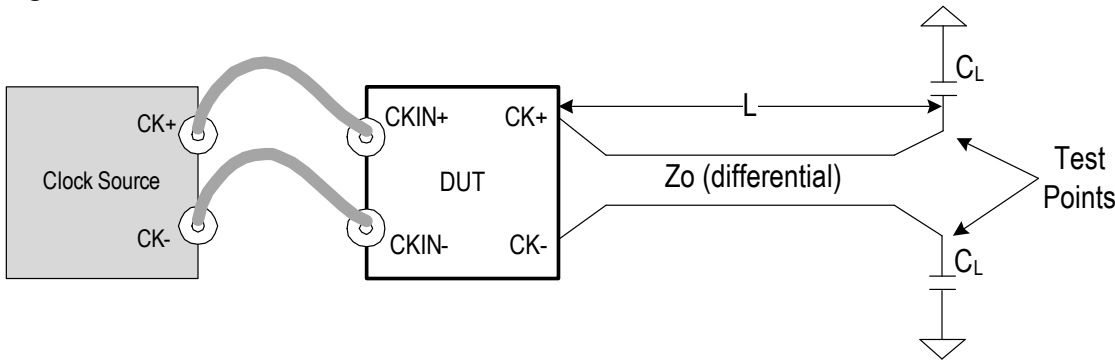 CL
CK+
CKIN+
CK+
L
Clock Source
DUT
Zo (differential)
Test
Points
CK-
CKIN-
CK-
CL